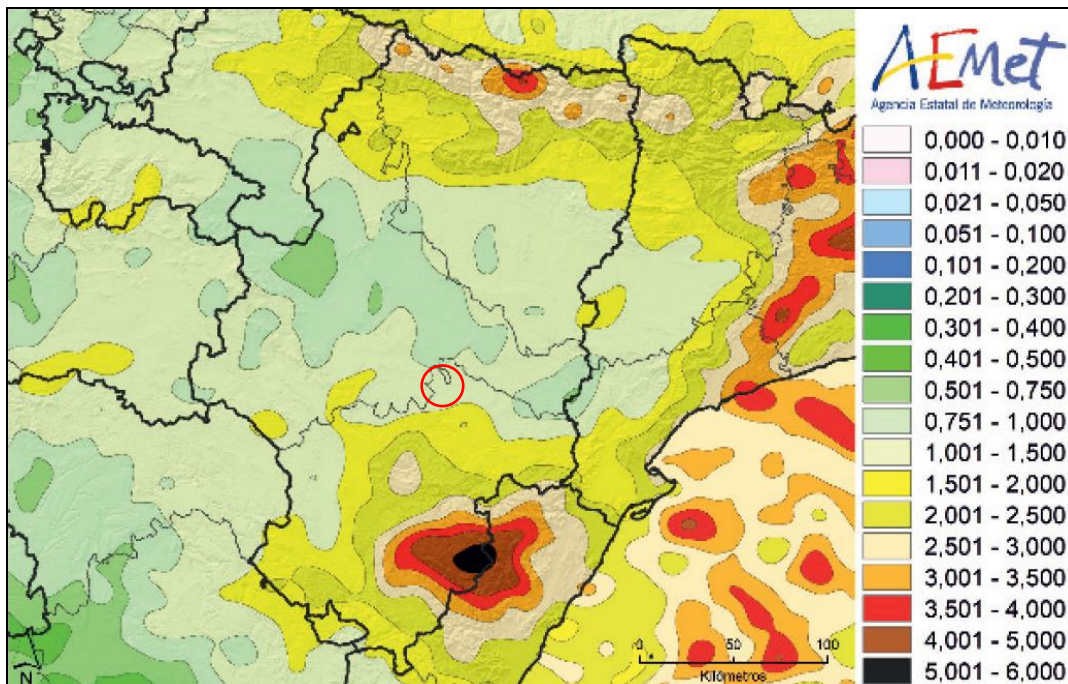 AEMet
Agencia Estatal de Meteorología
0,000 - 0,010
0,011 - 0,020
0,021 - 0,050
0,051 - 0,100
0,101 - 0,200
0,201 - 0,300
0,301 - 0,400
0,401 - 0,500
0,501 - 0,750
0,751 - 1,000
1,001 - 1,500
1,501 - 2,000
2,001 - 2,500
2,501 - 3,000
3,001 - 3,500
3,501 - 4,000
4,001 - 5,000
5,001 - 6,000
0 50 100
Kilómetros
N